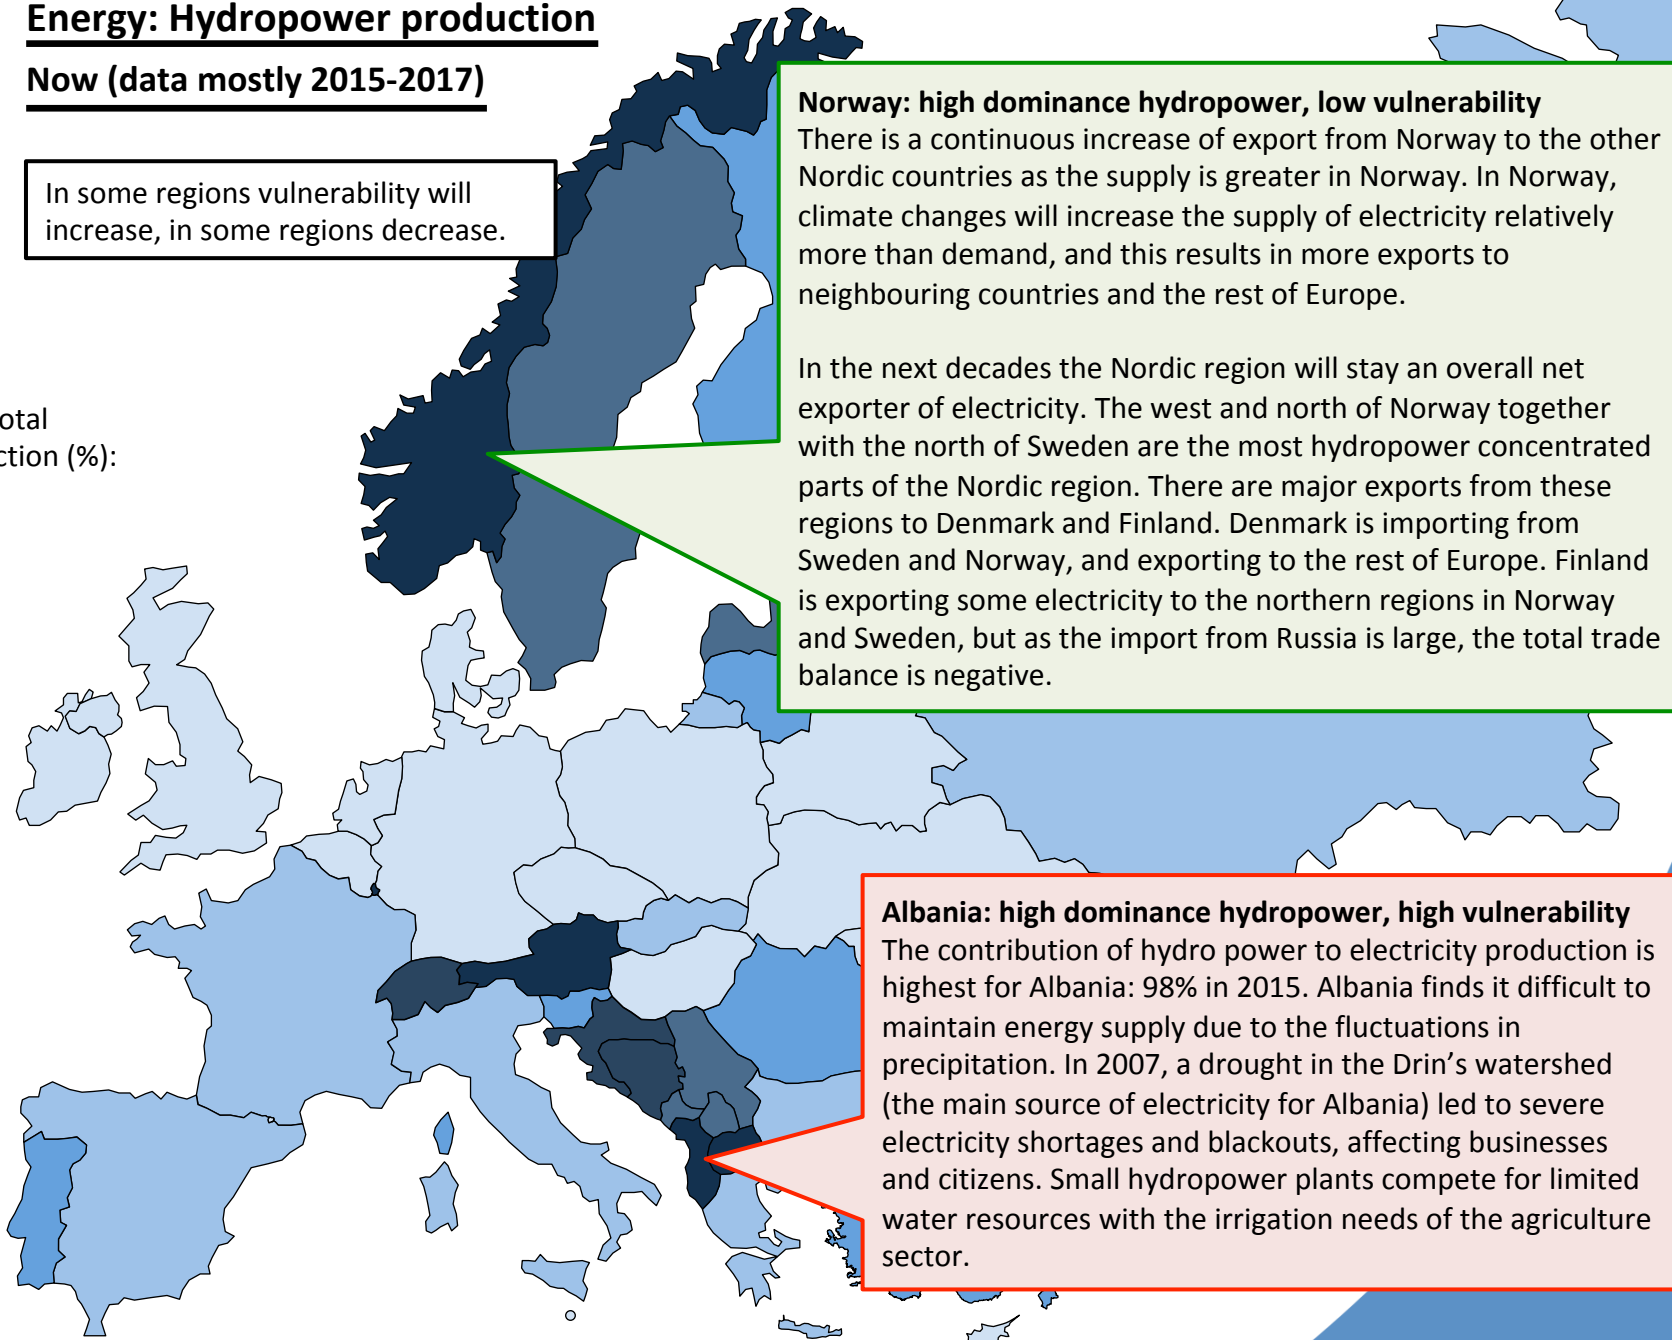 Energy: Hydropower production
Now (data mostly 2015-2017)
In some regions vulnerability will
increase, in some regions decrease.
otal
ction (%):
Norway: high dominance hydropower, low vulnerability
There is a continuous increase of export from Norway to the other
Nordic countries as the supply is greater in Norway. In Norway,
climate changes will increase the supply of electricity relatively
more than demand, and this results in more exports to
neighbouring countries and the rest of Europe.
In the next decades the Nordic region will stay an overall net
exporter of electricity. The west and north of Norway together
with the north of Sweden are the most hydropower concentrated
parts of the Nordic region. There are major exports from these
regions to Denmark and Finland. Denmark is importing from
Sweden and Norway, and exporting to the rest of Europe. Finland
is exporting some electricity to the northern regions in Norway
and Sweden, but as the import from Russia is large, the total trade
balance is negative.
Albania: high dominance hydropower, high vulnerability
The contribution of hydro power to electricity production is
highest for Albania: 98% in 2015. Albania finds it difficult to
maintain energy supply due to the fluctuations in
precipitation. In 2007, a drought in the Drin’s watershed
(the main source of electricity for Albania) led to severe
electricity shortages and blackouts, affecting businesses
and citizens. Small hydropower plants compete for limited
water resources with the irrigation needs of the agriculture
sector.